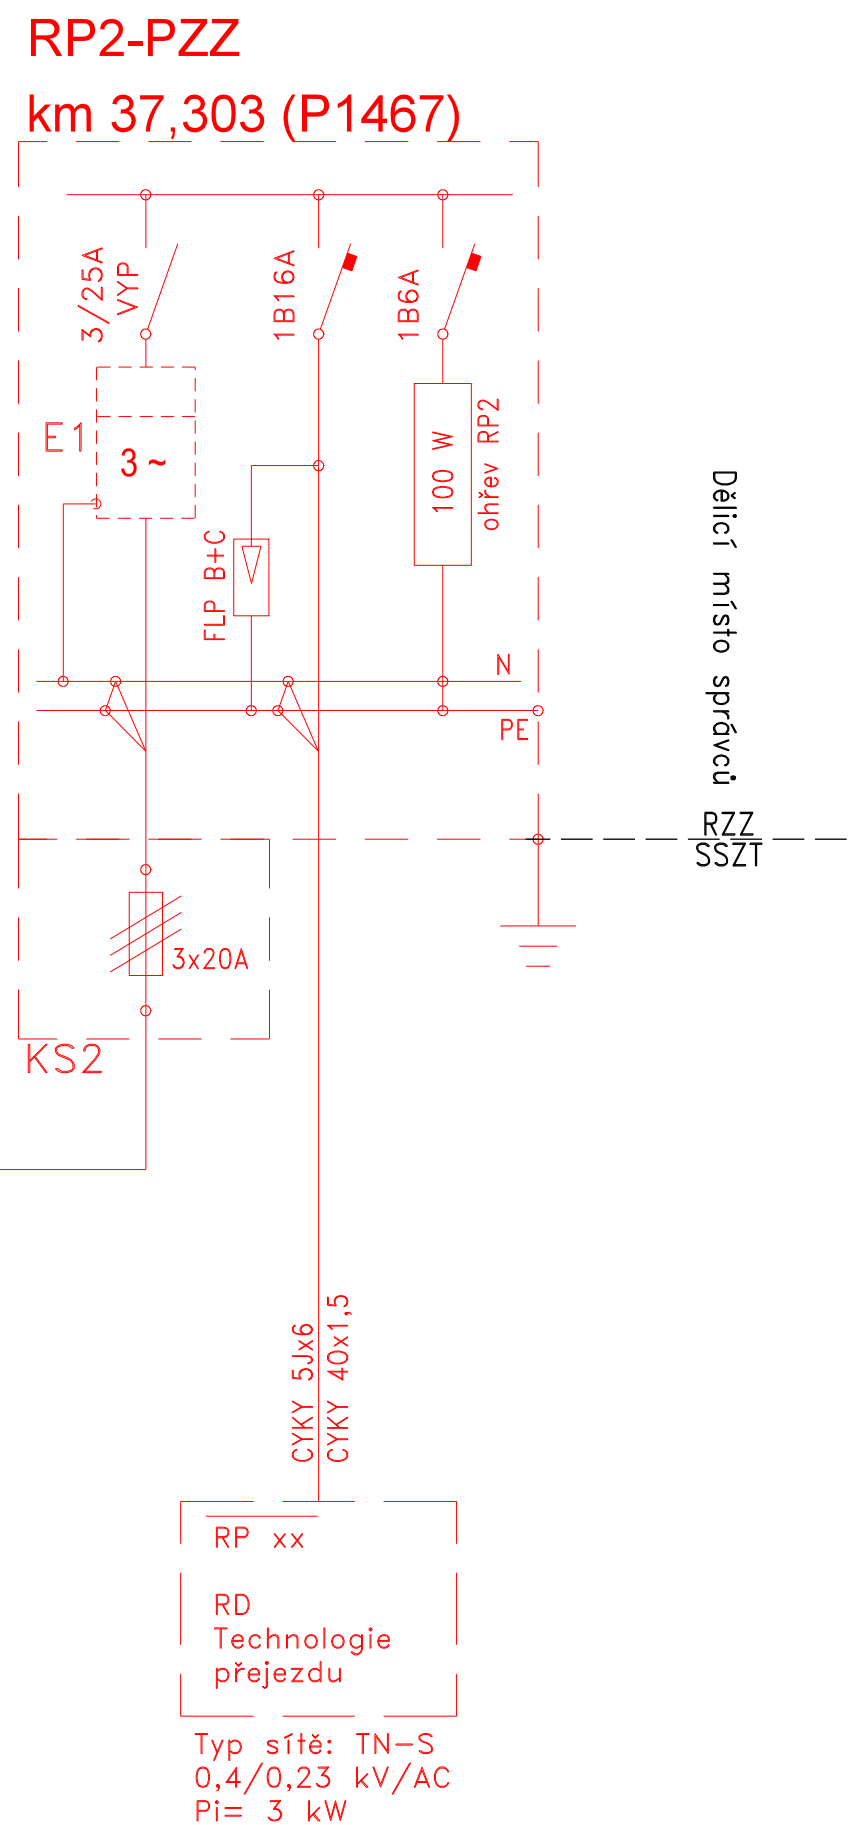 RP2-PZZ
km 37,303 (P1467)
3/25A
VYP
1B16A
1B6A
E1
3~
100 W
ohřev RP2
FLP B+C
N
PE
Dělicí místo správců
RZZ
SSZT
3x20A
KS2
CYKY 5Jx6
CYKY 4Ox1,5
RP xx
RD
Technologie
přejezdu
Typ sítě: TN-S
0,4/0,23 kV/AC
Pi= 3 kW